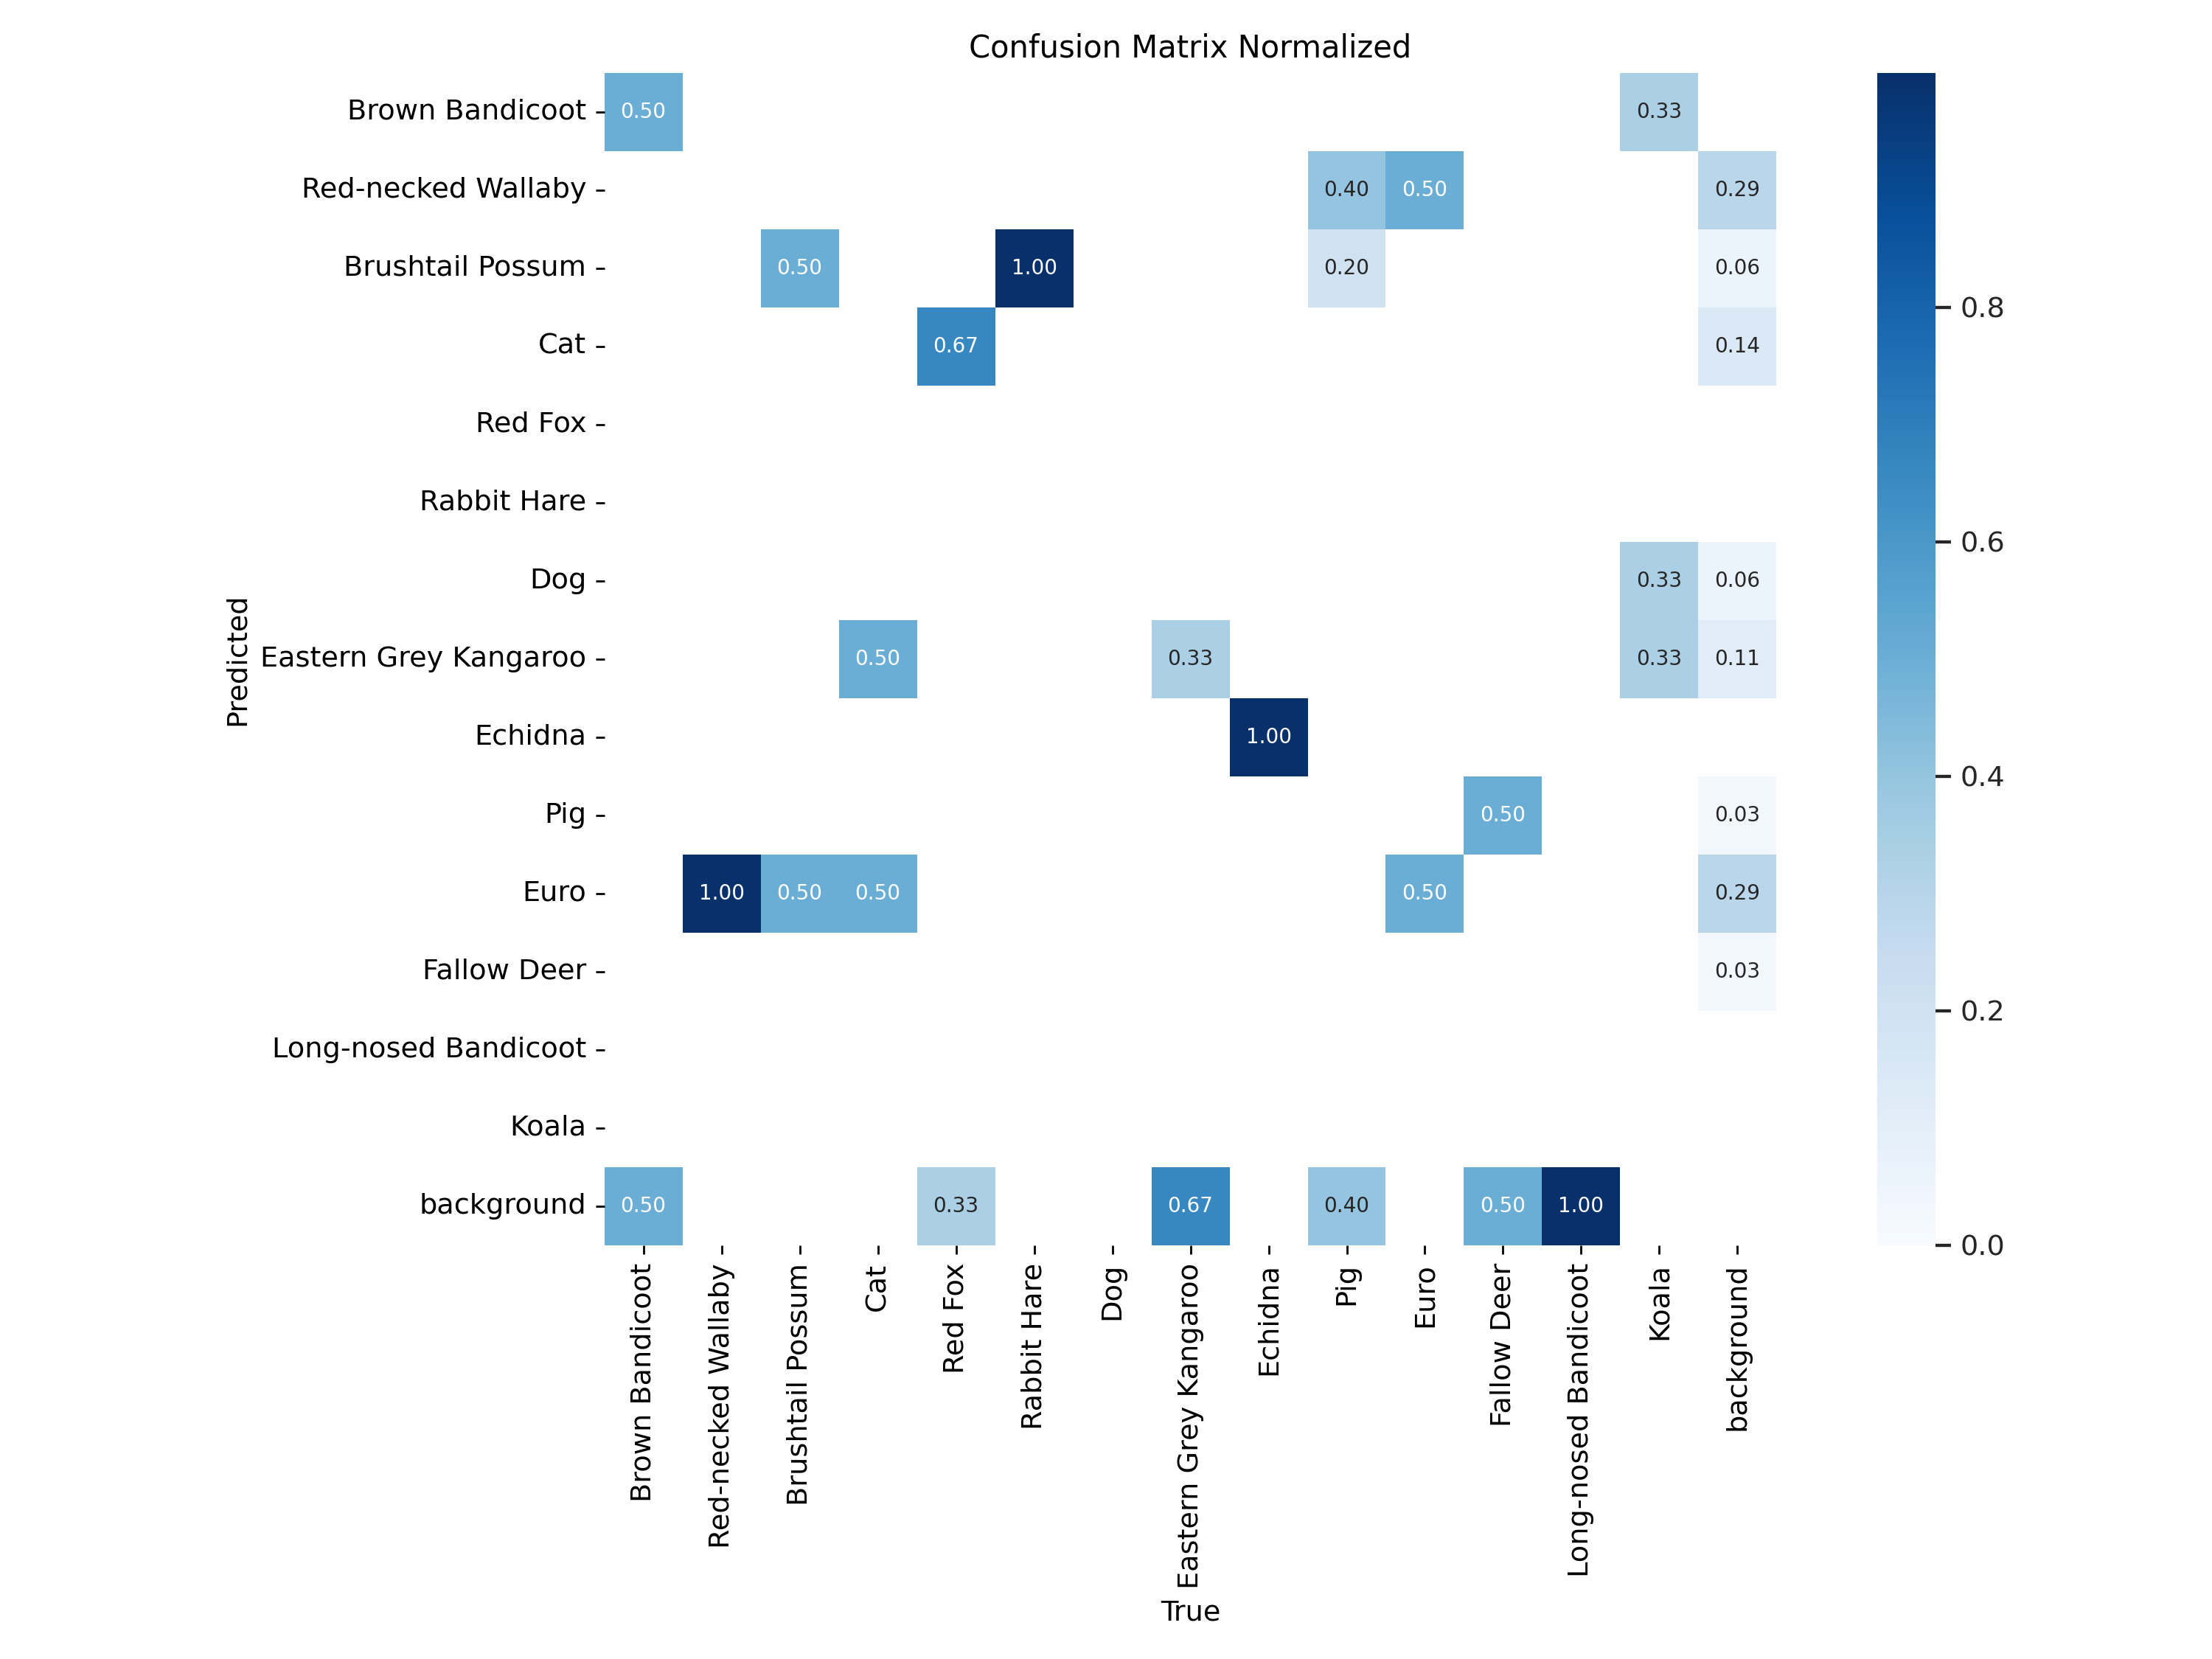 Confusion Matrix Normalized
Predicted
Brown Bandicoot 0.50 0.33
Red-necked Wallaby 0.40 0.50 0.29
Brushtail Possum 0.50 1.00 0.20 0.06
Cat 0.67 0.14
Red Fox
Rabbit Hare
Dog 0.33 0.06
Eastern Grey Kangaroo 0.50 0.33 0.33 0.11
Echidna 1.00
Pig 0.50 0.03
Euro 1.00 0.50 0.50 0.50 0.29
Fallow Deer 0.03
Long-nosed Bandicoot
Koala
background 0.50 0.33 0.67 0.40 0.50 1.00
Brown Bandicoot
Red-necked Wallaby
Brushtail Possum
Cat
Red Fox
Rabbit Hare
Dog
Eastern Grey Kangaroo
Echidna
Pig
Euro
Fallow Deer
Long-nosed Bandicoot
Koala
background
True
0.8
0.6
0.4
0.2
0.0